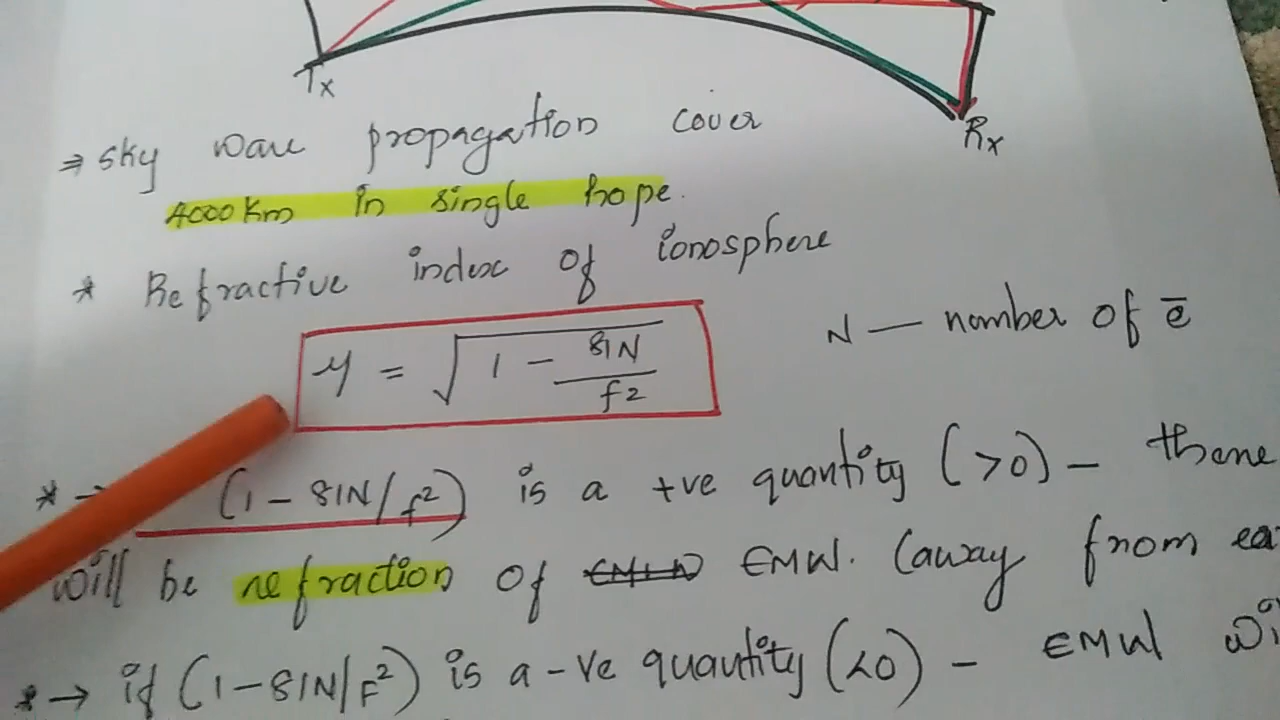 Tx
Rx
⇒ sky wave propagation cover
4000km in single hope.
* Refractive index of ionosphere
μ = √(1 - 81N/f²)
N — number of ē
* → (1 - 81N/f²) is a +ve quantity (>0) - there
will be refraction of EMW. (away from ea
* → if (1-81N/F²) is a -ve quantity (<0) - EMW wi